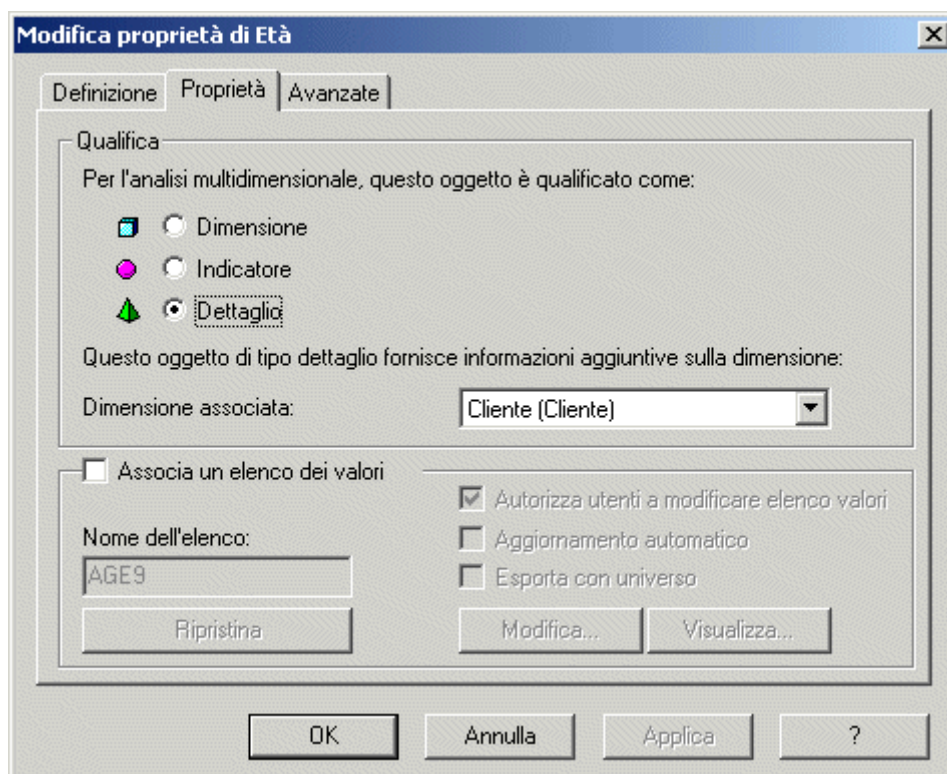 Modifica proprietà di Età
Definizione Proprietà Avanzate
Qualifica
Per l'analisi multidimensionale, questo oggetto è qualificato come:
Dimensione
Indicatore
Dettaglio
Questo oggetto di tipo dettaglio fornisce informazioni aggiuntive sulla dimensione:
Dimensione associata: Cliente (Cliente)
Associa un elenco dei valori
Autorizza utenti a modificare elenco valori
Nome dell'elenco: Aggiornamento automatico
AGE9 Esporta con universo
Ripristina Modifica... Visualizza...
OK Annulla Applica ?